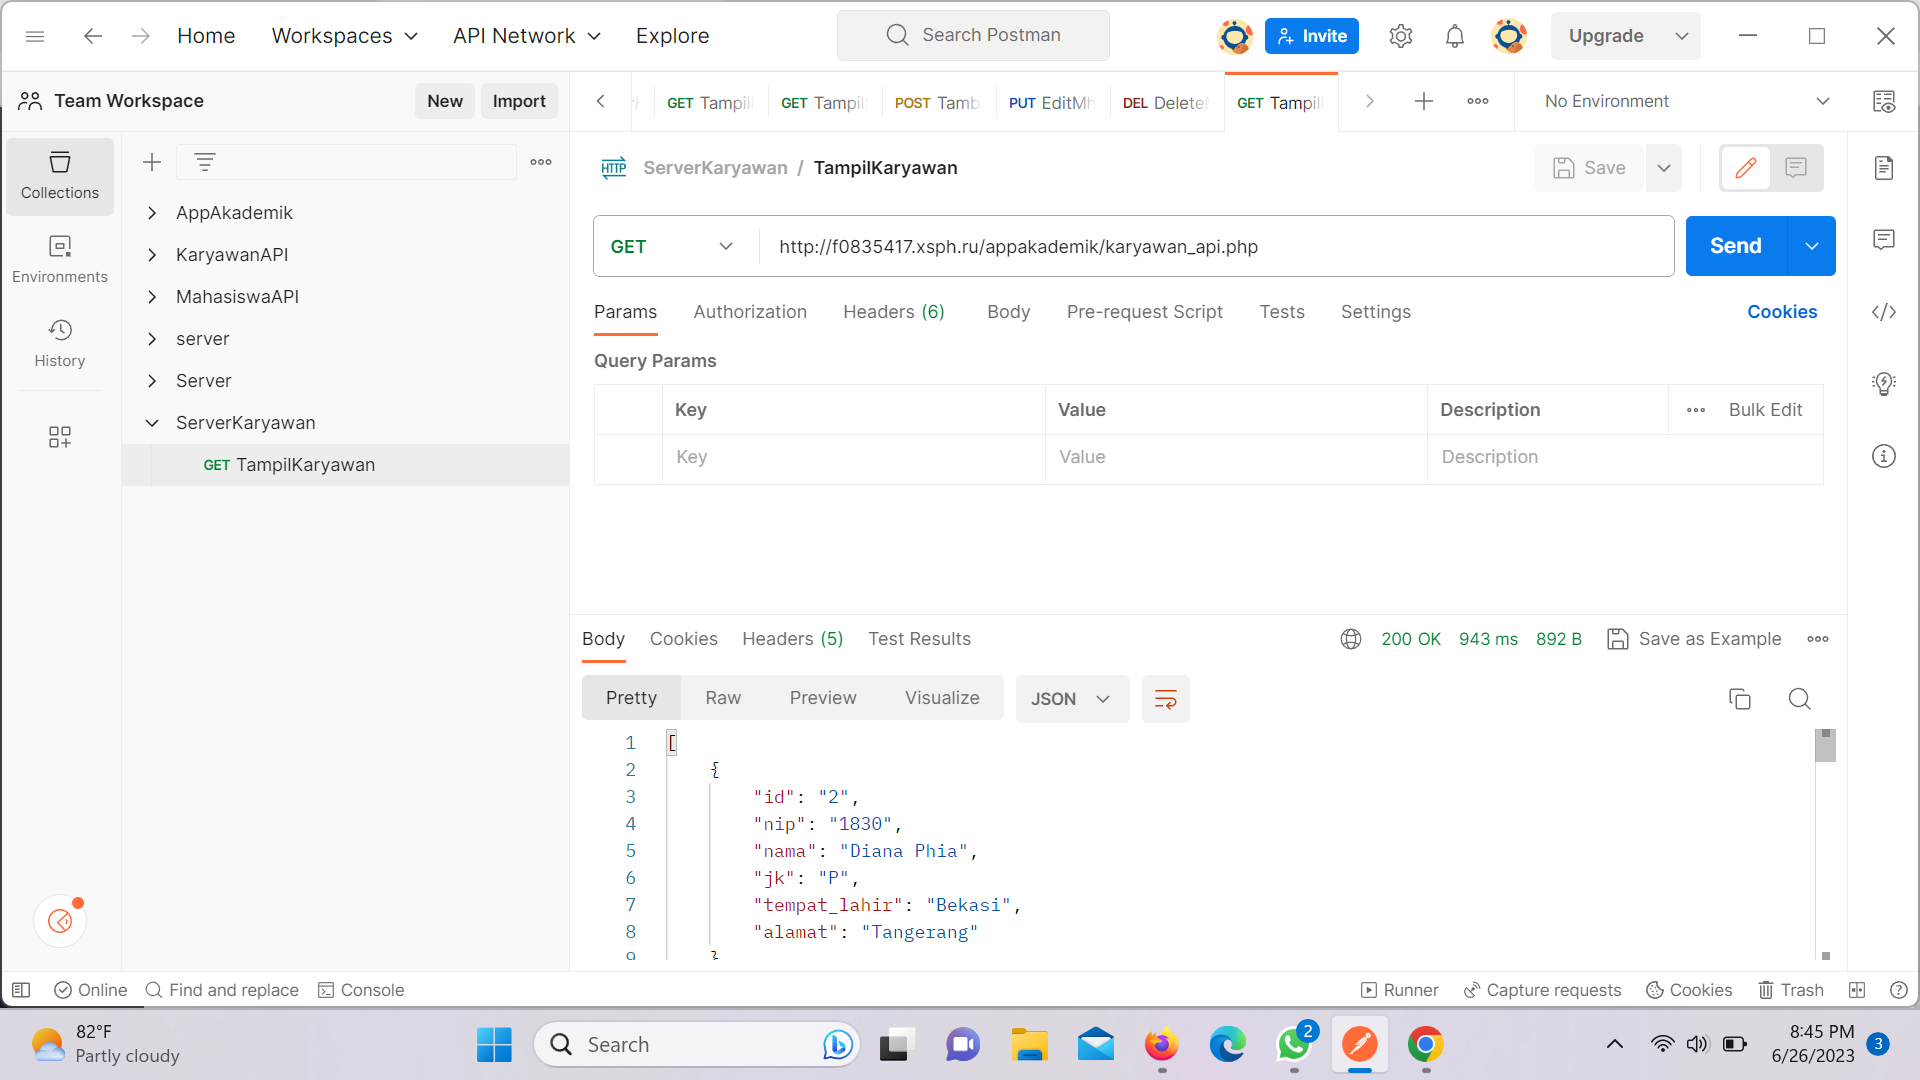 Home
Workspaces
API Network
Explore
Search Postman
Invite
Upgrade
Team Workspace
New
Import
GET Tampil
GET Tampil
POST Tamb
PUT EditMh
DEL Delete
GET Tampil
No Environment
Collections
Environments
History
AppAkademik
KaryawanAPI
MahasiswaAPI
server
Server
ServerKaryawan
GET TampilKaryawan
HTTP
ServerKaryawan / TampilKaryawan
Save
GET
http://f0835417.xsph.ru/appakademik/karyawan_api.php
Send
Params
Authorization
Headers (6)
Body
Pre-request Script
Tests
Settings
Cookies
Query Params
Key
Value
Description
Bulk Edit
Key
Value
Description
Body
Cookies
Headers (5)
Test Results
200 OK
943 ms
892 B
Save as Example
Pretty
Raw
Preview
Visualize
JSON
1 [
2 {
3 "id": "2",
4 "nip": "1830",
5 "nama": "Diana Phia",
6 "jk": "P",
7 "tempat_lahir": "Bekasi",
8 "alamat": "Tangerang"
9 }
Online
Find and replace
Console
Runner
Capture requests
Cookies
Trash
82°F
Partly cloudy
Search
2
8:45 PM
6/26/2023
3